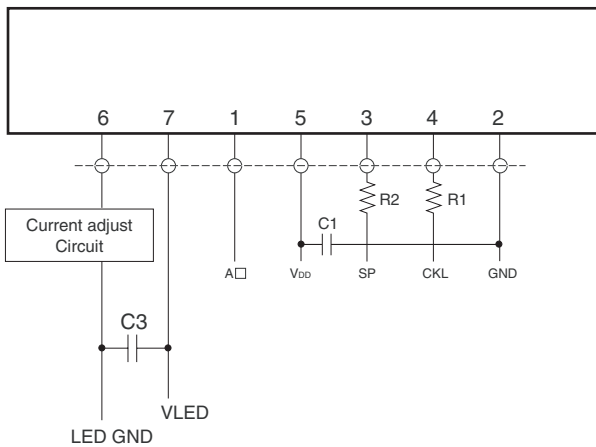 6 7 1 5 3 4 2
R2 R1
C1
Current adjust
Circuit
A□ VDD SP CKL GND
C3
VLED
LED GND